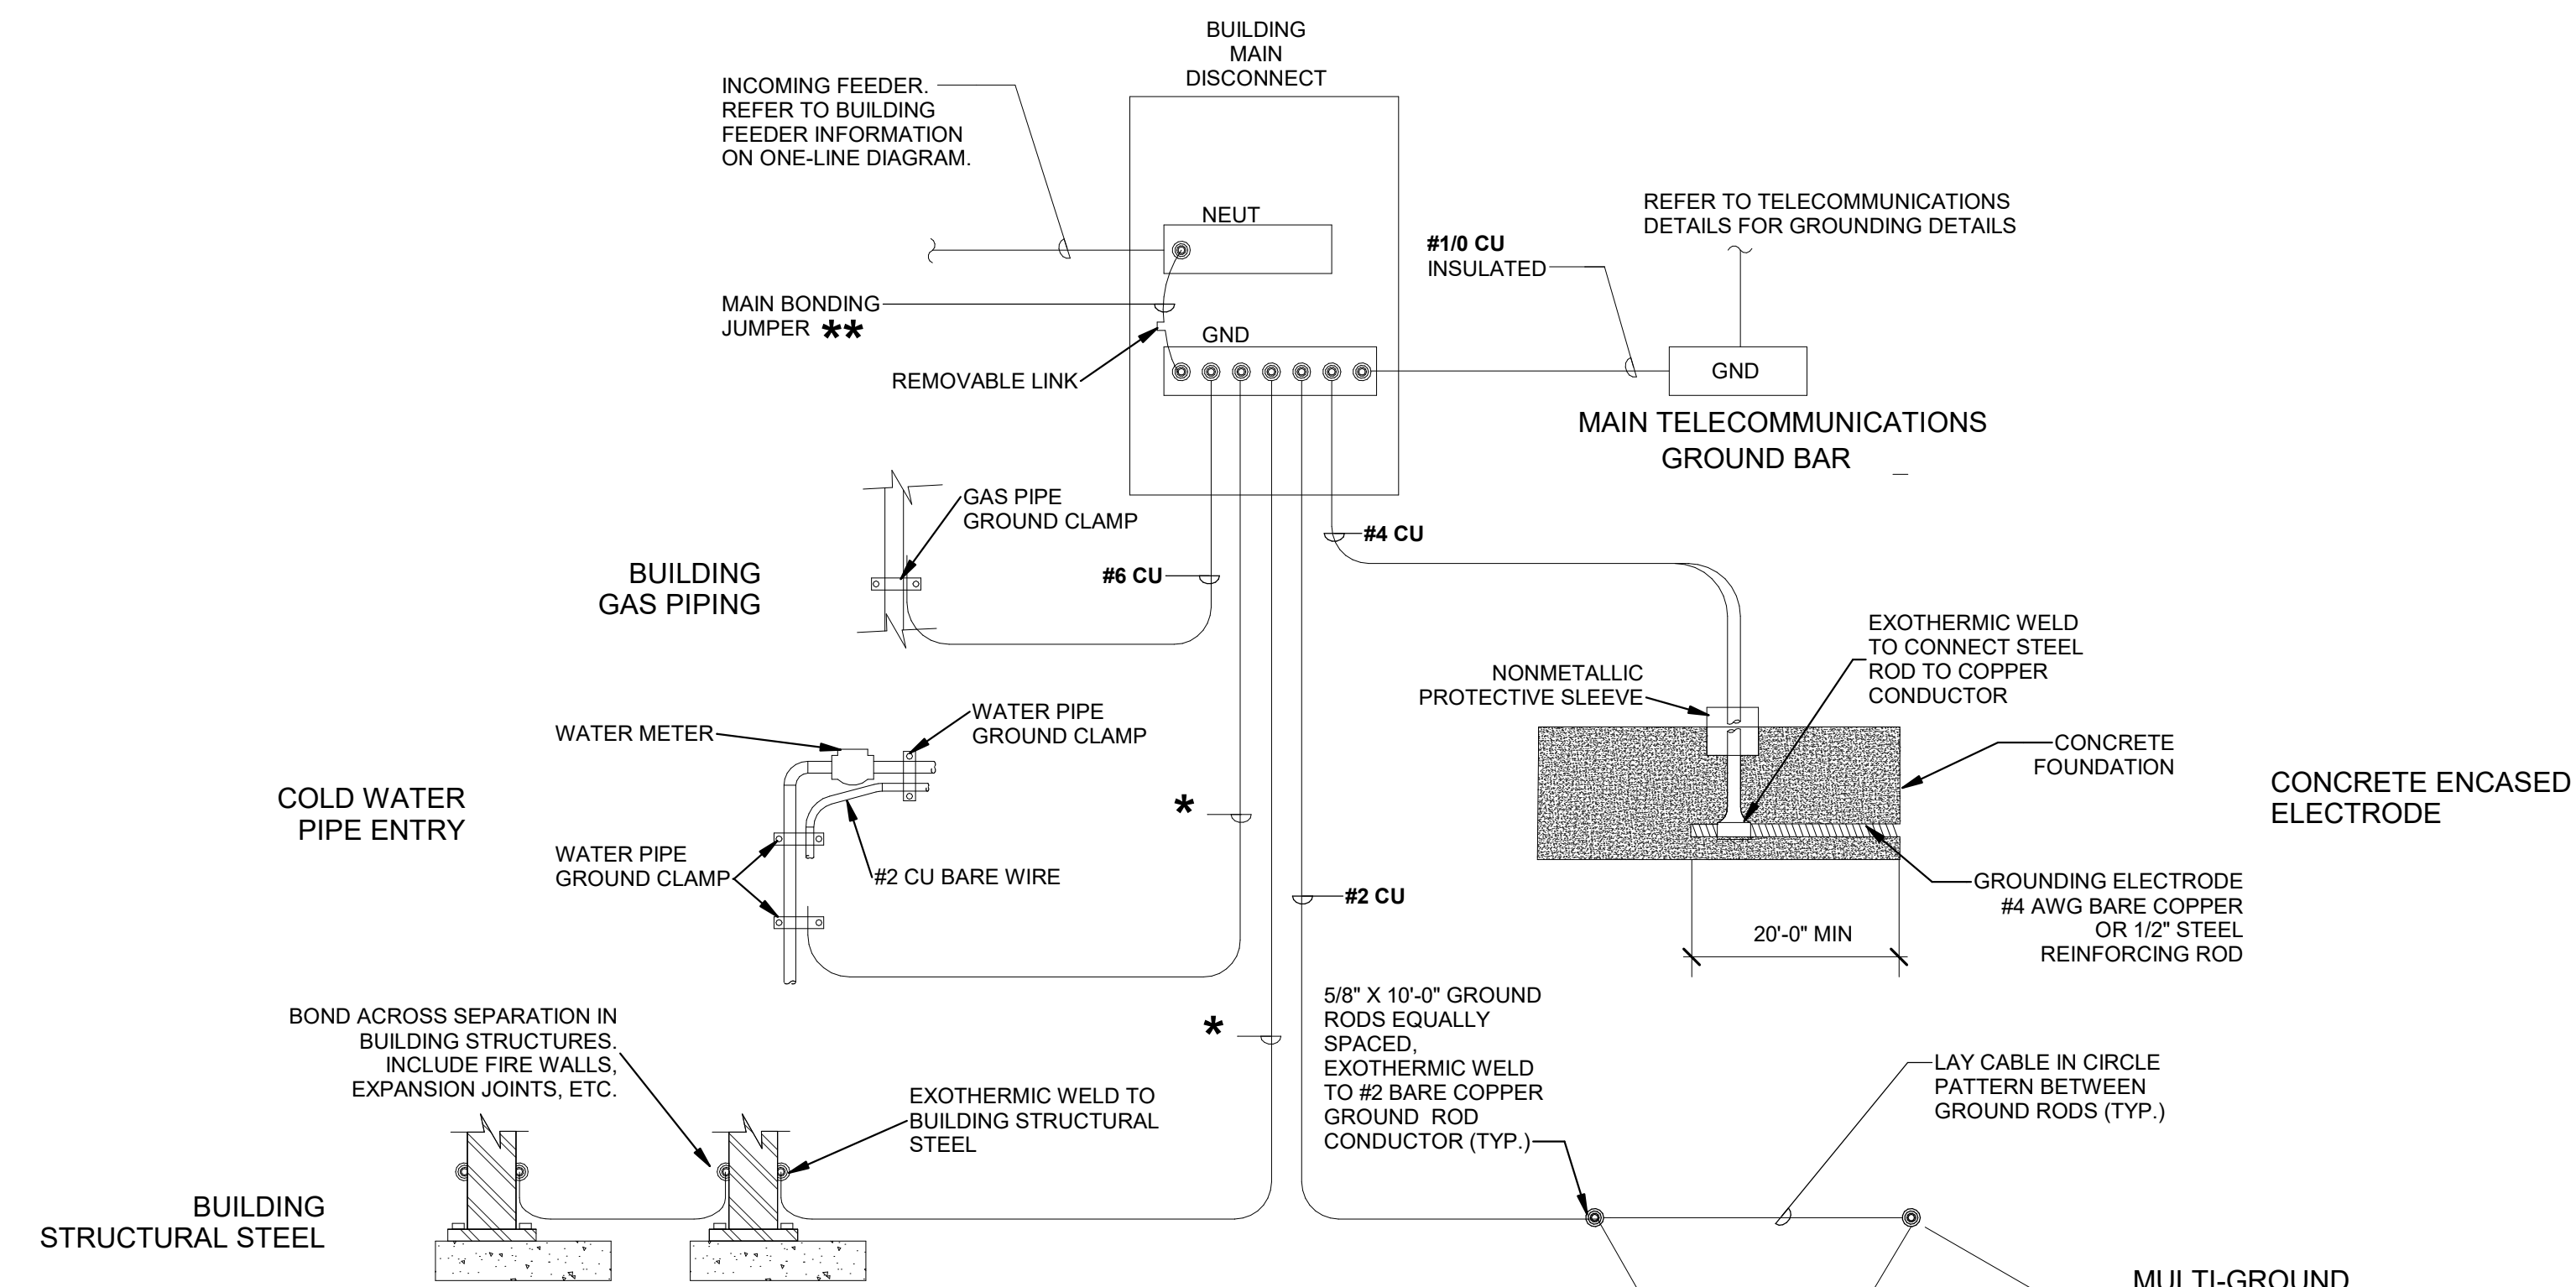 BUILDING
MAIN
DISCONNECT
INCOMING FEEDER.
REFER TO BUILDING
FEEDER INFORMATION
ON ONE-LINE DIAGRAM.
NEUT
REFER TO TELECOMMUNICATIONS
DETAILS FOR GROUNDING DETAILS
#1/0 CU
INSULATED
MAIN BONDING
JUMPER **
GND
REMOVABLE LINK
GND
MAIN TELECOMMUNICATIONS
GROUND BAR
GAS PIPE
GROUND CLAMP
#4 CU
BUILDING
GAS PIPING
#6 CU
EXOTHERMIC WELD
TO CONNECT STEEL
ROD TO COPPER
CONDUCTOR
NONMETALLIC
PROTECTIVE SLEEVE
WATER METER
WATER PIPE
GROUND CLAMP
CONCRETE
FOUNDATION
CONCRETE ENCASED
ELECTRODE
COLD WATER
PIPE ENTRY
*
WATER PIPE
GROUND CLAMP
#2 CU BARE WIRE
#2 CU
GROUNDING ELECTRODE
#4 AWG BARE COPPER
OR 1/2" STEEL
REINFORCING ROD
20'-0" MIN
BOND ACROSS SEPARATION IN
BUILDING STRUCTURES.
INCLUDE FIRE WALLS,
EXPANSION JOINTS, ETC.
*
5/8" X 10'-0" GROUND
RODS EQUALLY
SPACED,
EXOTHERMIC WELD
TO #2 BARE COPPER
GROUND ROD
CONDUCTOR (TYP.)
LAY CABLE IN CIRCLE
PATTERN BETWEEN
GROUND RODS (TYP.)
EXOTHERMIC WELD TO
BUILDING STRUCTURAL
STEEL
BUILDING
STRUCTURAL STEEL
MULTI-GROUND